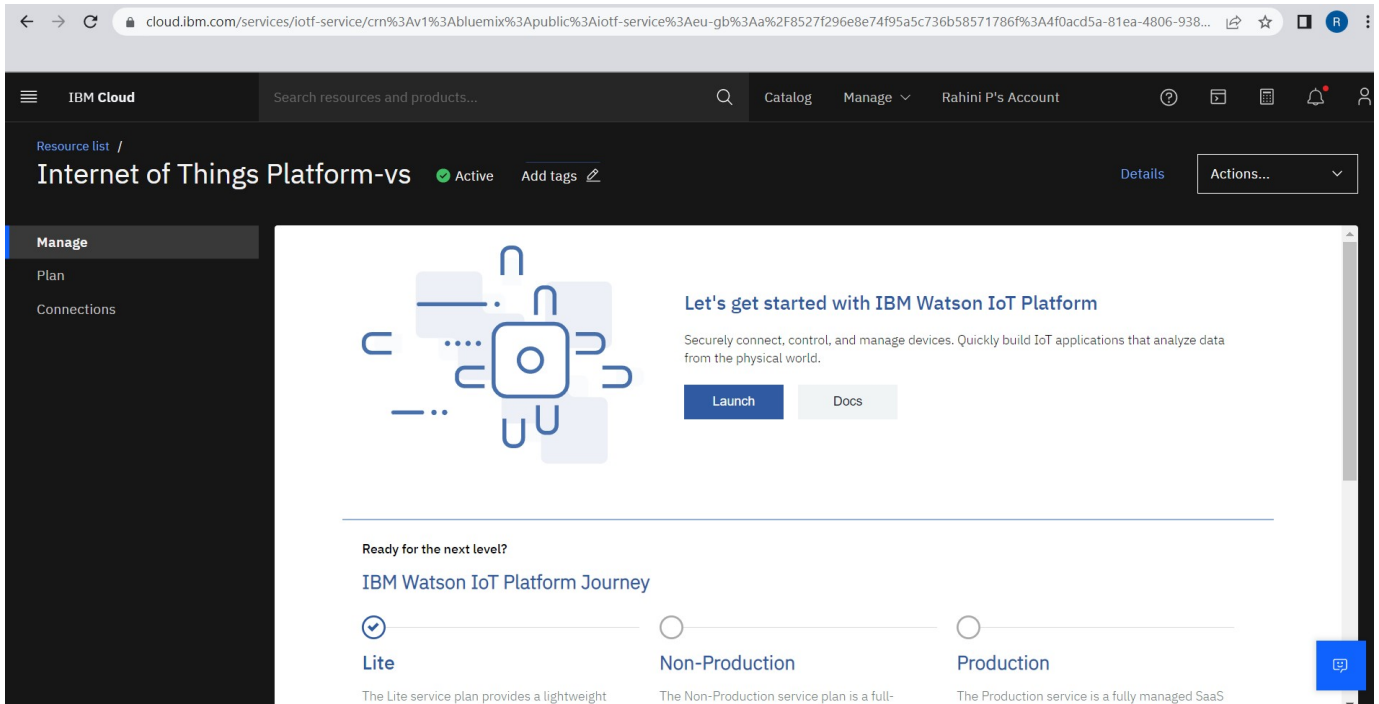 cloud.ibm.com/services/iotf-service/crn%3Av1%3Abluemix%3Apublic%3Aiotf-service%3Aeu-gb%3Aa%2F8527f296e8e74f95a5c736b58571786f%3A4f0acd5a-81ea-4806-938...
R
IBM Cloud
Search resources and products...
Catalog
Manage
Rahini P's Account
Resource list /
Internet of Things Platform-vs
Active
Add tags
Details
Actions...
Manage
Plan
Connections
Let's get started with IBM Watson IoT Platform
Securely connect, control, and manage devices. Quickly build IoT applications that analyze data
from the physical world.
Launch
Docs
Ready for the next level?
IBM Watson IoT Platform Journey
Lite
Non-Production
Production
The Lite service plan provides a lightweight
The Non-Production service plan is a full-
The Production service is a fully managed SaaS